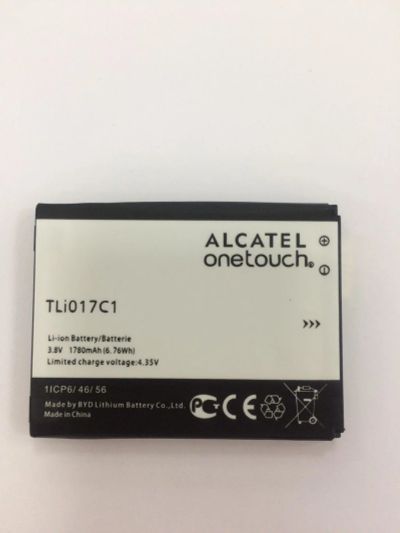 ALCATEL
onetouch®
TLi017C1
>>>
Li-ion Battery/Batterie
3.8V 1780mAh(6.76Wh)
Limited charge voltage:4.35V
1ICP6/46/56
Made by BYD Lithium Battery Co., Ltd.
Made in China